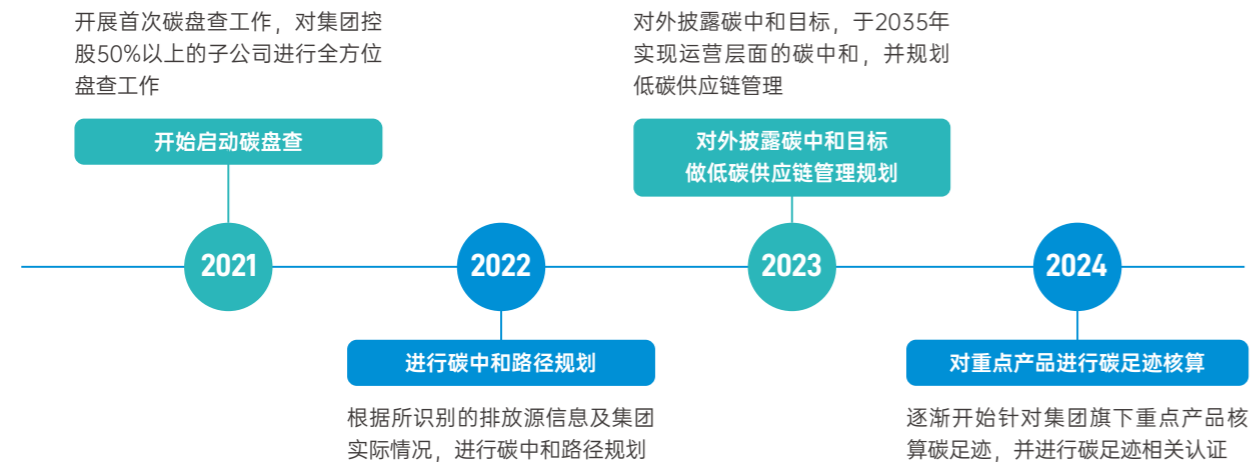 开展首次碳盘查工作，对集团控
股50%以上的子公司进行全方位
盘查工作
开始启动碳盘查
2021
2022
进行碳中和路径规划
根据所识别的排放源信息及集团
实际情况，进行碳中和路径规划
对外披露碳中和目标，于2035年
实现运营层面的碳中和，并规划
低碳供应链管理
对外披露碳中和目标
做低碳供应链管理规划
2023
2024
对重点产品进行碳足迹核算
逐渐开始针对集团旗下重点产品核
算碳足迹，并进行碳足迹相关认证